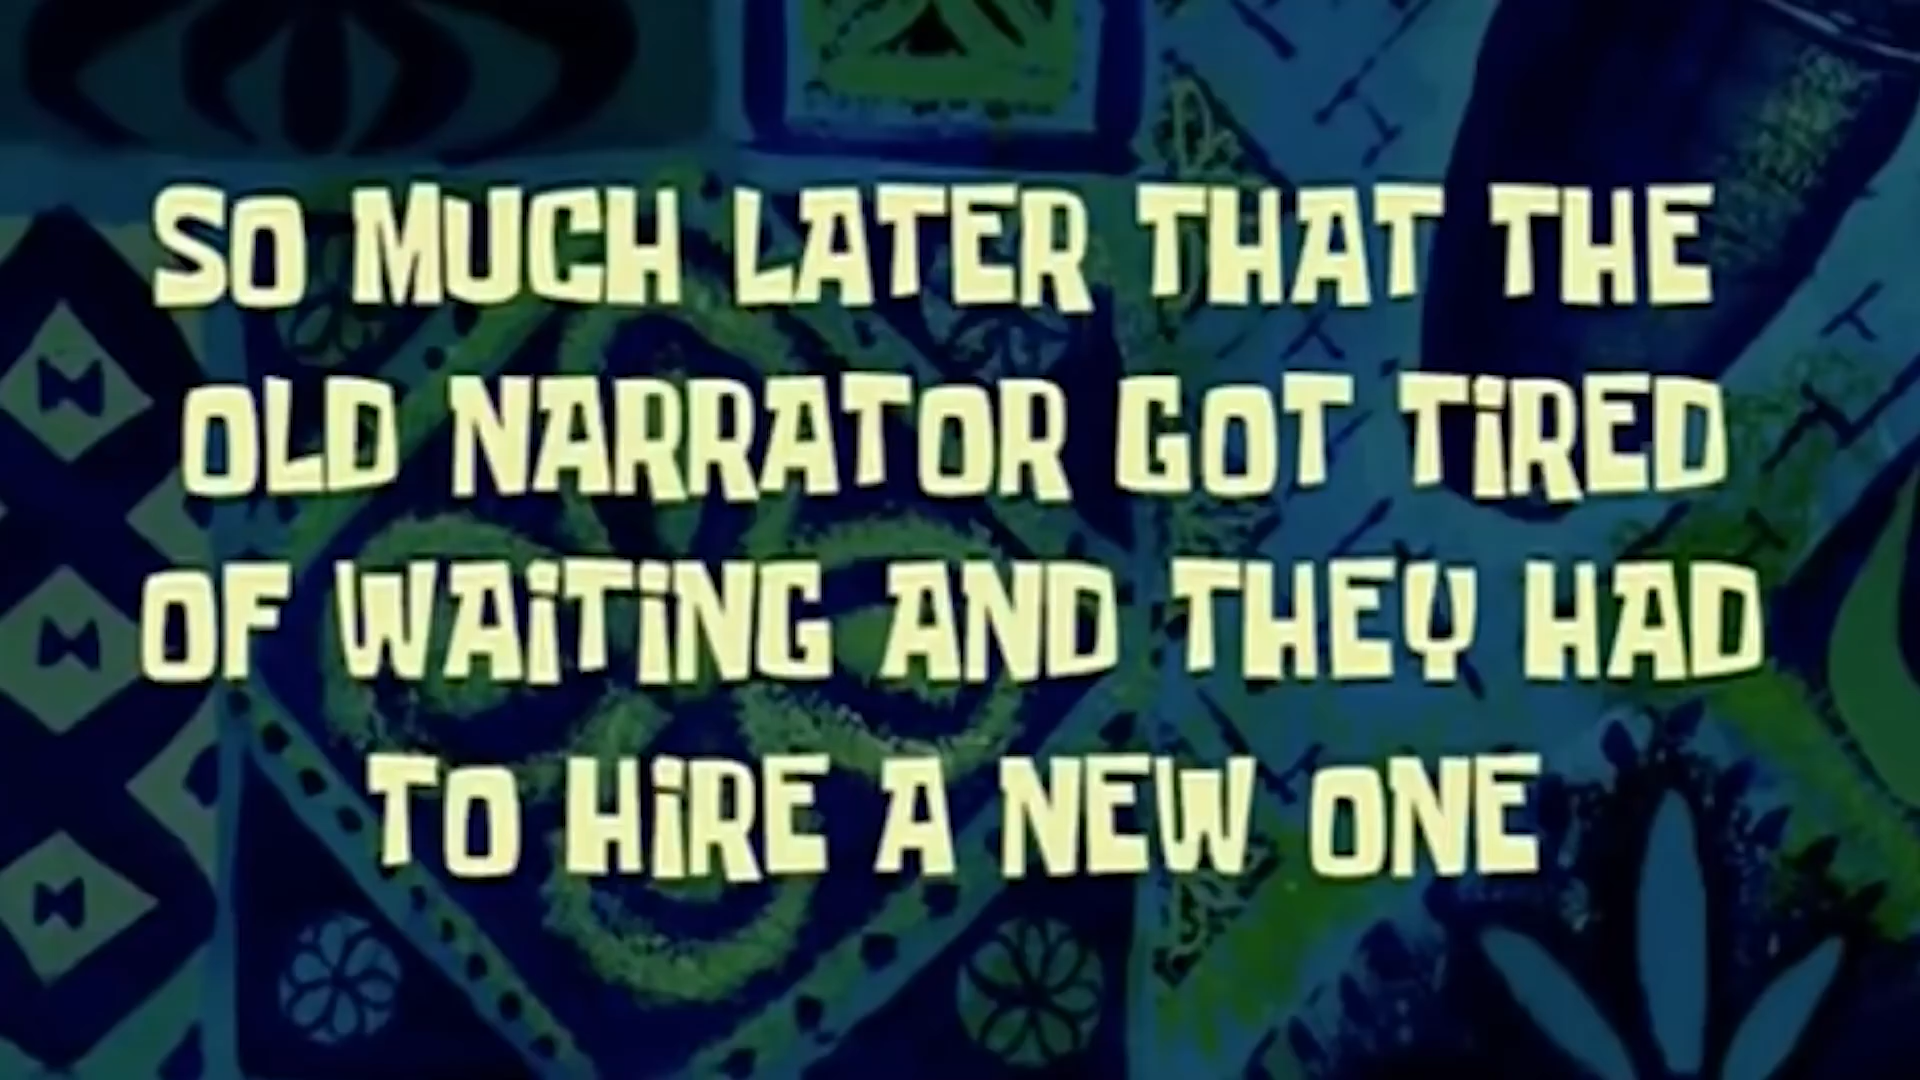 SO MUCH LATER THAT THE
OLD NARRATOR GOT TiRED
OF WAiTiNG AND THEY HAD
TO HiRE A NEW ONE